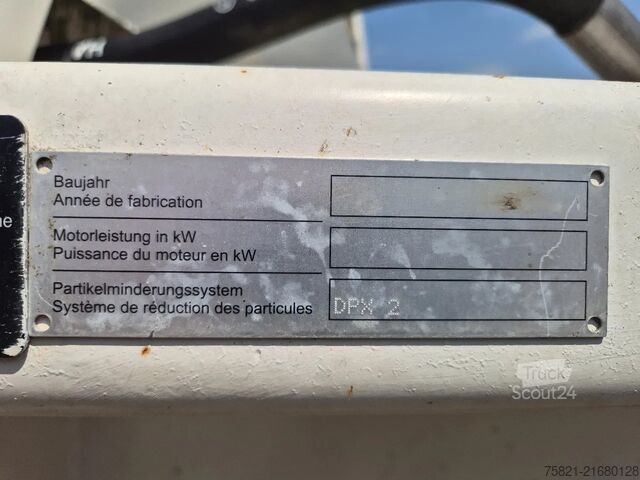 Baujahr
Année de fabrication
Motorleistung in kW
Puissance du moteur en kW
Partikelminderungssystem
Système de réduction des particules
DPX 2
ne
Truck
Scout24
75821-21680128